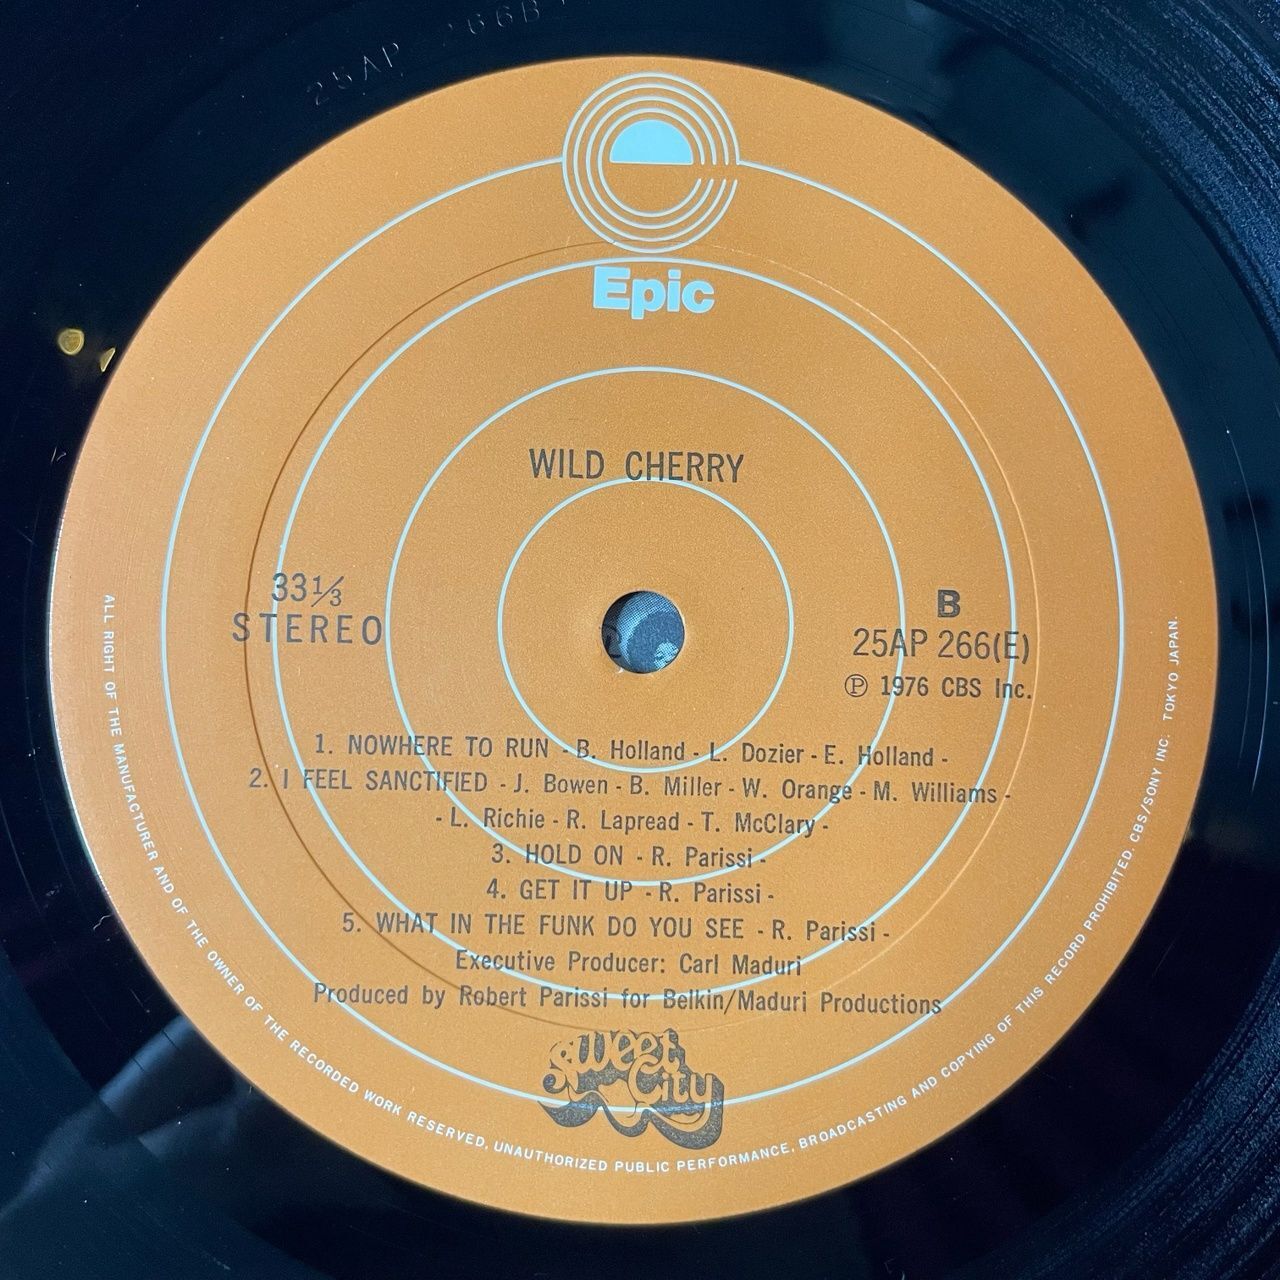 25AP 266B
Epic
WILD CHERRY
33⅓
STEREO
B
25AP 266(E)
Ⓟ 1976 CBS Inc.
1. NOWHERE TO RUN - B. Holland - L. Dozier - E. Holland -
2. I FEEL SANCTIFIED - J. Bowen - B. Miller - W. Orange - M. Williams -
- L. Richie - R. Lapread - T. McClary -
3. HOLD ON - R. Parissi -
4. GET IT UP - R. Parissi -
5. WHAT IN THE FUNK DO YOU SEE - R. Parissi -
Executive Producer: Carl Maduri
Produced by Robert Parissi for Belkin/Maduri Productions
Sweet City
ALL RIGHT OF THE MANUFACTURER AND OF THE OWNER OF THE RECORDED WORK RESERVED, UNAUTHORIZED PUBLIC PERFORMANCE, BROADCASTING AND COPYING OF THIS RECORD PROHIBITED. CBS/SONY INC. TOKYO JAPAN.